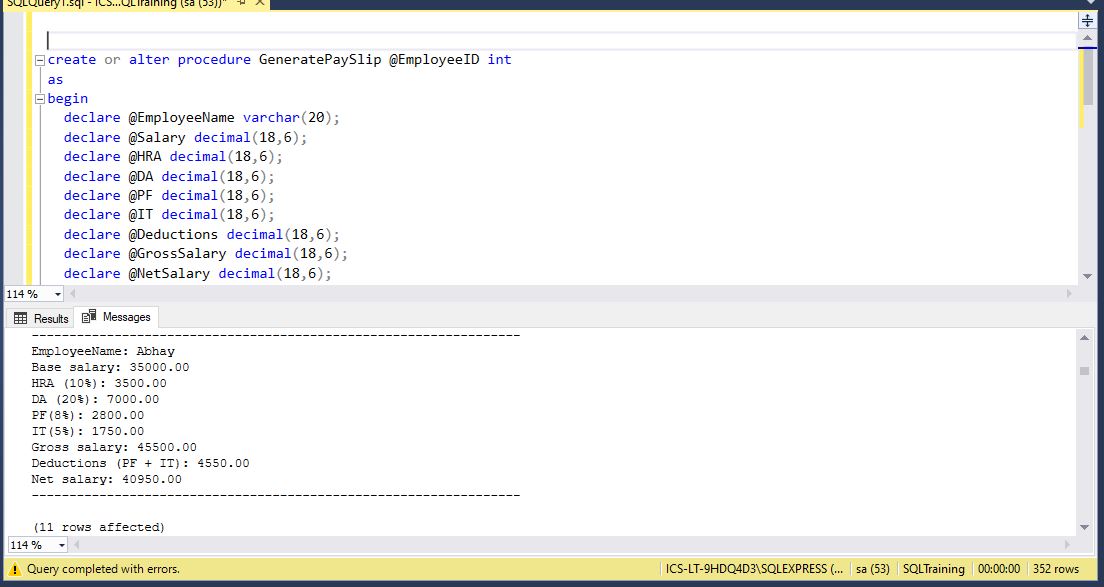 SQLQuery1.sql - ICS...QLTraining (sa (53))*
create or alter procedure GeneratePaySlip @EmployeeID int
as
begin
declare @EmployeeName varchar(20);
declare @Salary decimal(18,6);
declare @HRA decimal(18,6);
declare @DA decimal(18,6);
declare @PF decimal(18,6);
declare @IT decimal(18,6);
declare @Deductions decimal(18,6);
declare @GrossSalary decimal(18,6);
declare @NetSalary decimal(18,6);
114 %
Results Messages
-----------------------------------------------------------------
EmployeeName: Abhay
Base salary: 35000.00
HRA (10%): 3500.00
DA (20%): 7000.00
PF(8%): 2800.00
IT(5%): 1750.00
Gross salary: 45500.00
Deductions (PF + IT): 4550.00
Net salary: 40950.00
-----------------------------------------------------------------
(11 rows affected)
114 %
Query completed with errors. ICS-LT-9HDQ4D3\SQLEXPRESS (... sa (53) SQLTraining 00:00:00 352 rows